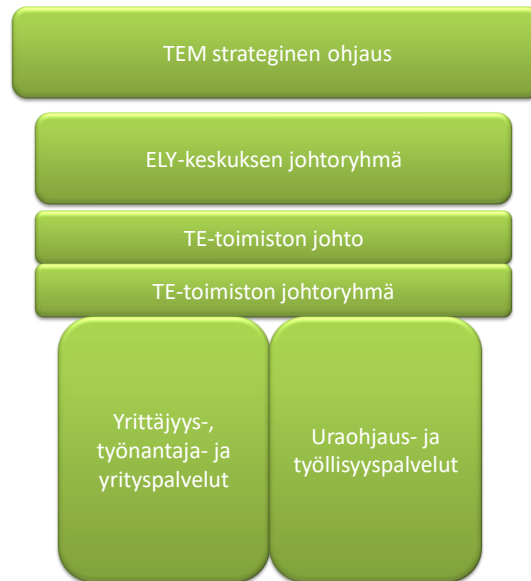 TEM strateginen ohjaus
ELY-keskuksen johtoryhmä
TE-toimiston johto
TE-toimiston johtoryhmä
Yrittäjyys-,
työnantaja- ja
yrityspalvelut
Uraohjaus- ja
työllisyyspalvelut